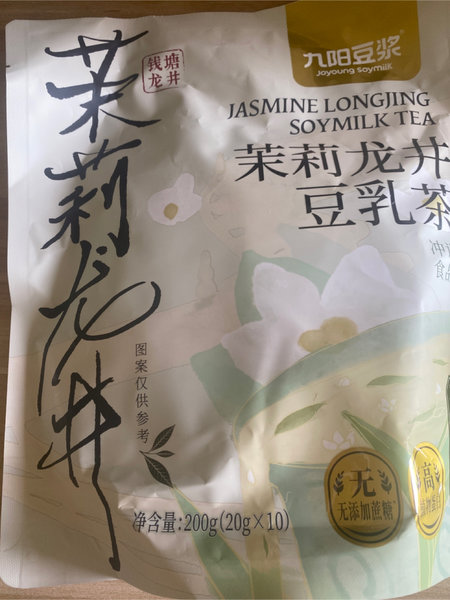 九阳豆浆
Joyoung soymilk
钱塘
龙井
茉莉龙井
JASMINE LONGJING
SOYMILK TEA
茉莉龙井
豆乳茶
图案仅供参考
无
无添加蔗糖
高
净含量:200g(20g×10)